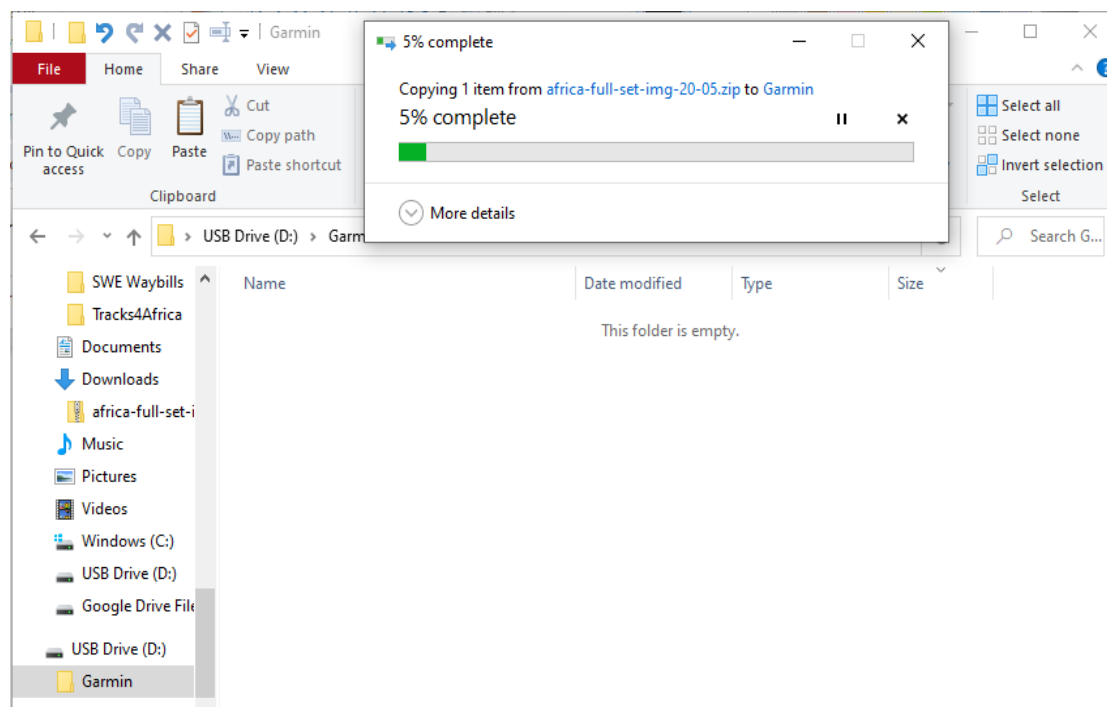 Garmin
5% complete
Copying 1 item from africa-full-set-img-20-05.zip to Garmin
5% complete
More details
File Home Share View
Pin to Quick access
Copy
Paste
Cut
Copy path
Paste shortcut
Clipboard
Select all
Select none
Invert selection
Select
USB Drive (D:) > Garm
Search G...
Name Date modified Type Size
This folder is empty.
SWE Waybills
Tracks4Africa
Documents
Downloads
africa-full-set-i
Music
Pictures
Videos
Windows (C:)
USB Drive (D:)
Google Drive File
USB Drive (D:)
Garmin